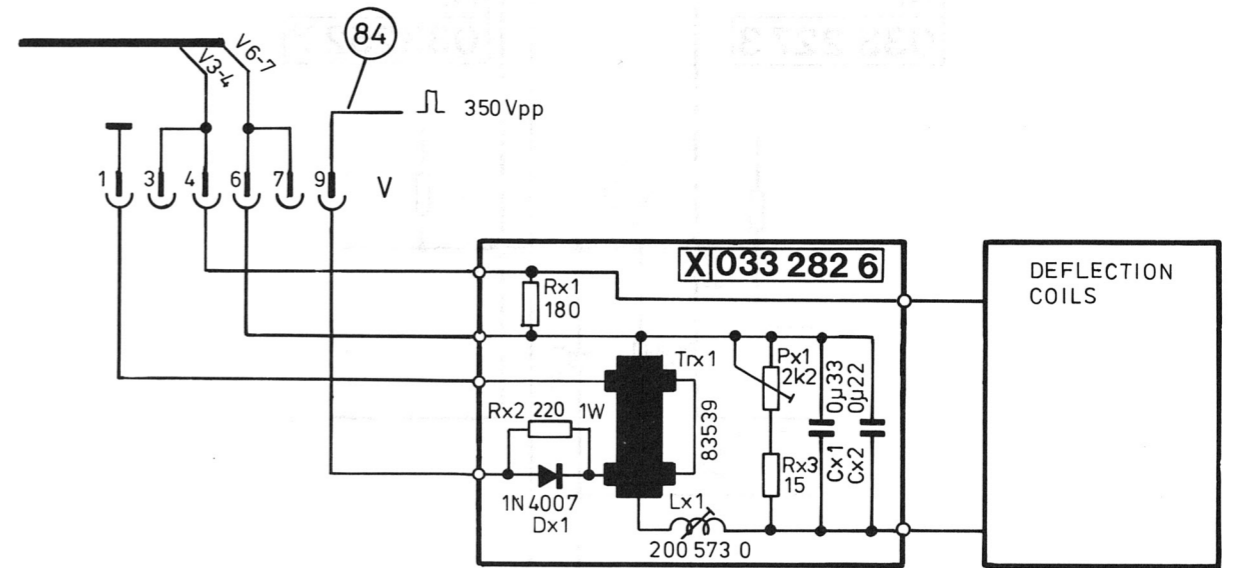 84
V3-4
V6-7
350 Vpp
1 3 4 6 7 9 V
X 033 282 6
DEFLECTION
COILS
Rx1
180
Trx1
Px1
2k2
0µ33
0µ22
Rx2 220 1W
83539
Rx3
15
Cx1
Cx2
1N 4007
Dx1
Lx1
200 573 0